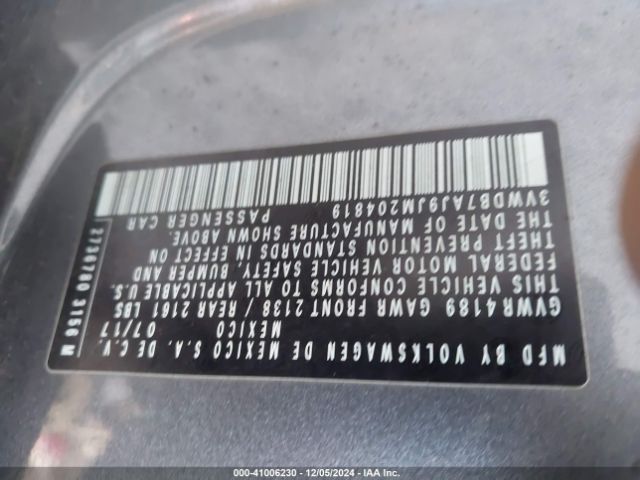 MFD BY VOLKSWAGEN DE MEXICO S.A. DE C.V.
MEXICO 07/17
GVWR 4189 GAWR FRONT 2138 / REAR 2161 LBS
THIS VEHICLE CONFORMS TO ALL APPLICABLE U.S.
FEDERAL MOTOR VEHICLE SAFETY, BUMPER AND
THEFT PREVENTION STANDARDS IN EFFECT ON
THE DATE OF MANUFACTURE SHOWN ABOVE.
3VWDB7AJ9JM204819 PASSENGER CAR
2736780 3156 M
000-41006230 - 12/05/2024 - IAA Inc.